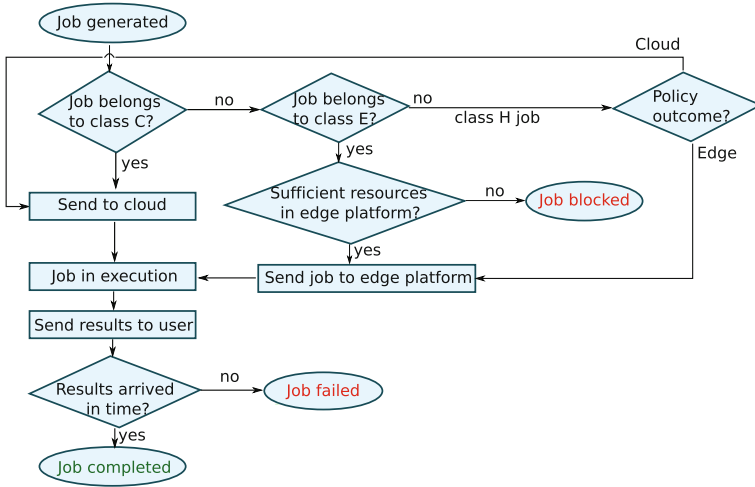 Job generated
Cloud
Job belongs
to class C?
no
Job belongs
to class E?
no
class H job
Policy
outcome?
yes
yes
Edge
Send to cloud
Sufficient resources
in edge platform?
no
Job blocked
yes
Job in execution
Send job to edge platform
Send results to user
Results arrived
in time?
no
Job failed
yes
Job completed